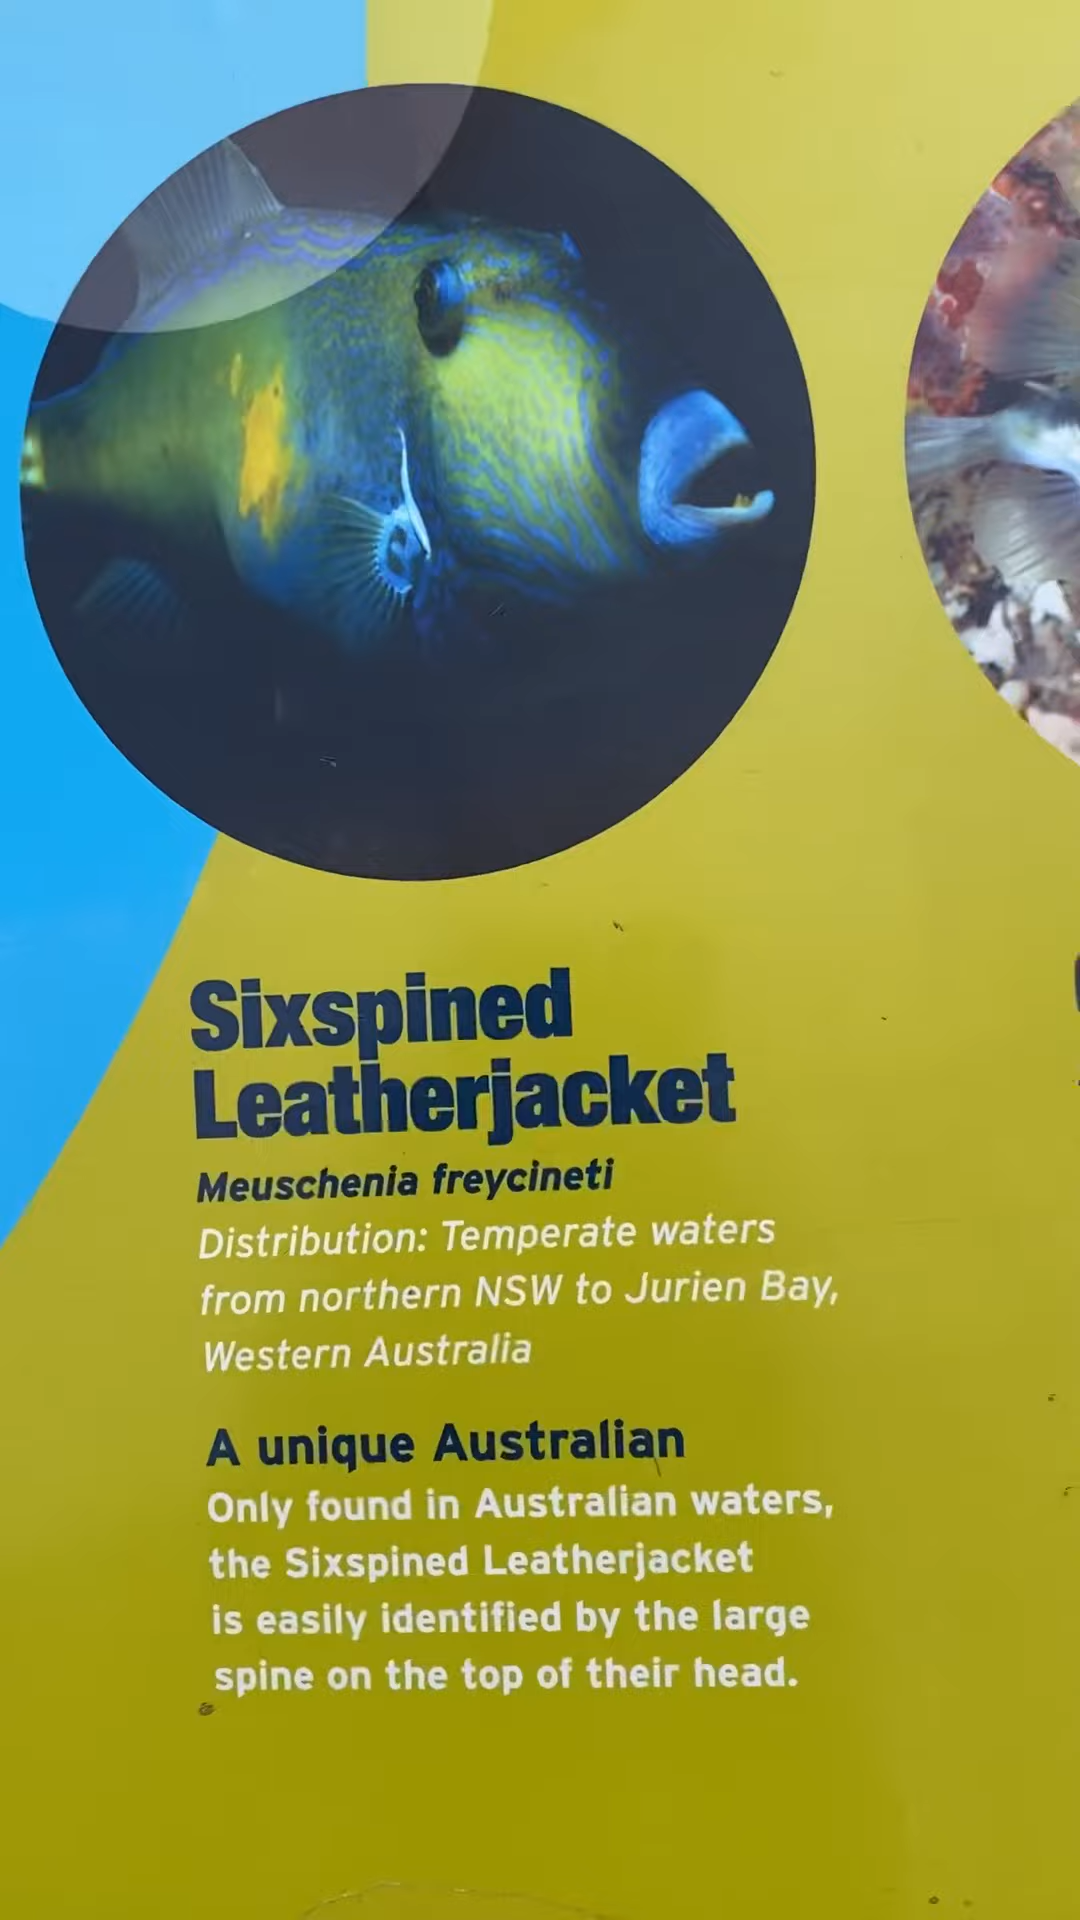 Sixspined
Leatherjacket
Meuschenia freycineti
Distribution: Temperate waters
from northern NSW to Jurien Bay,
Western Australia
A unique Australian
Only found in Australian waters,
the Sixspined Leatherjacket
is easily identified by the large
spine on the top of their head.